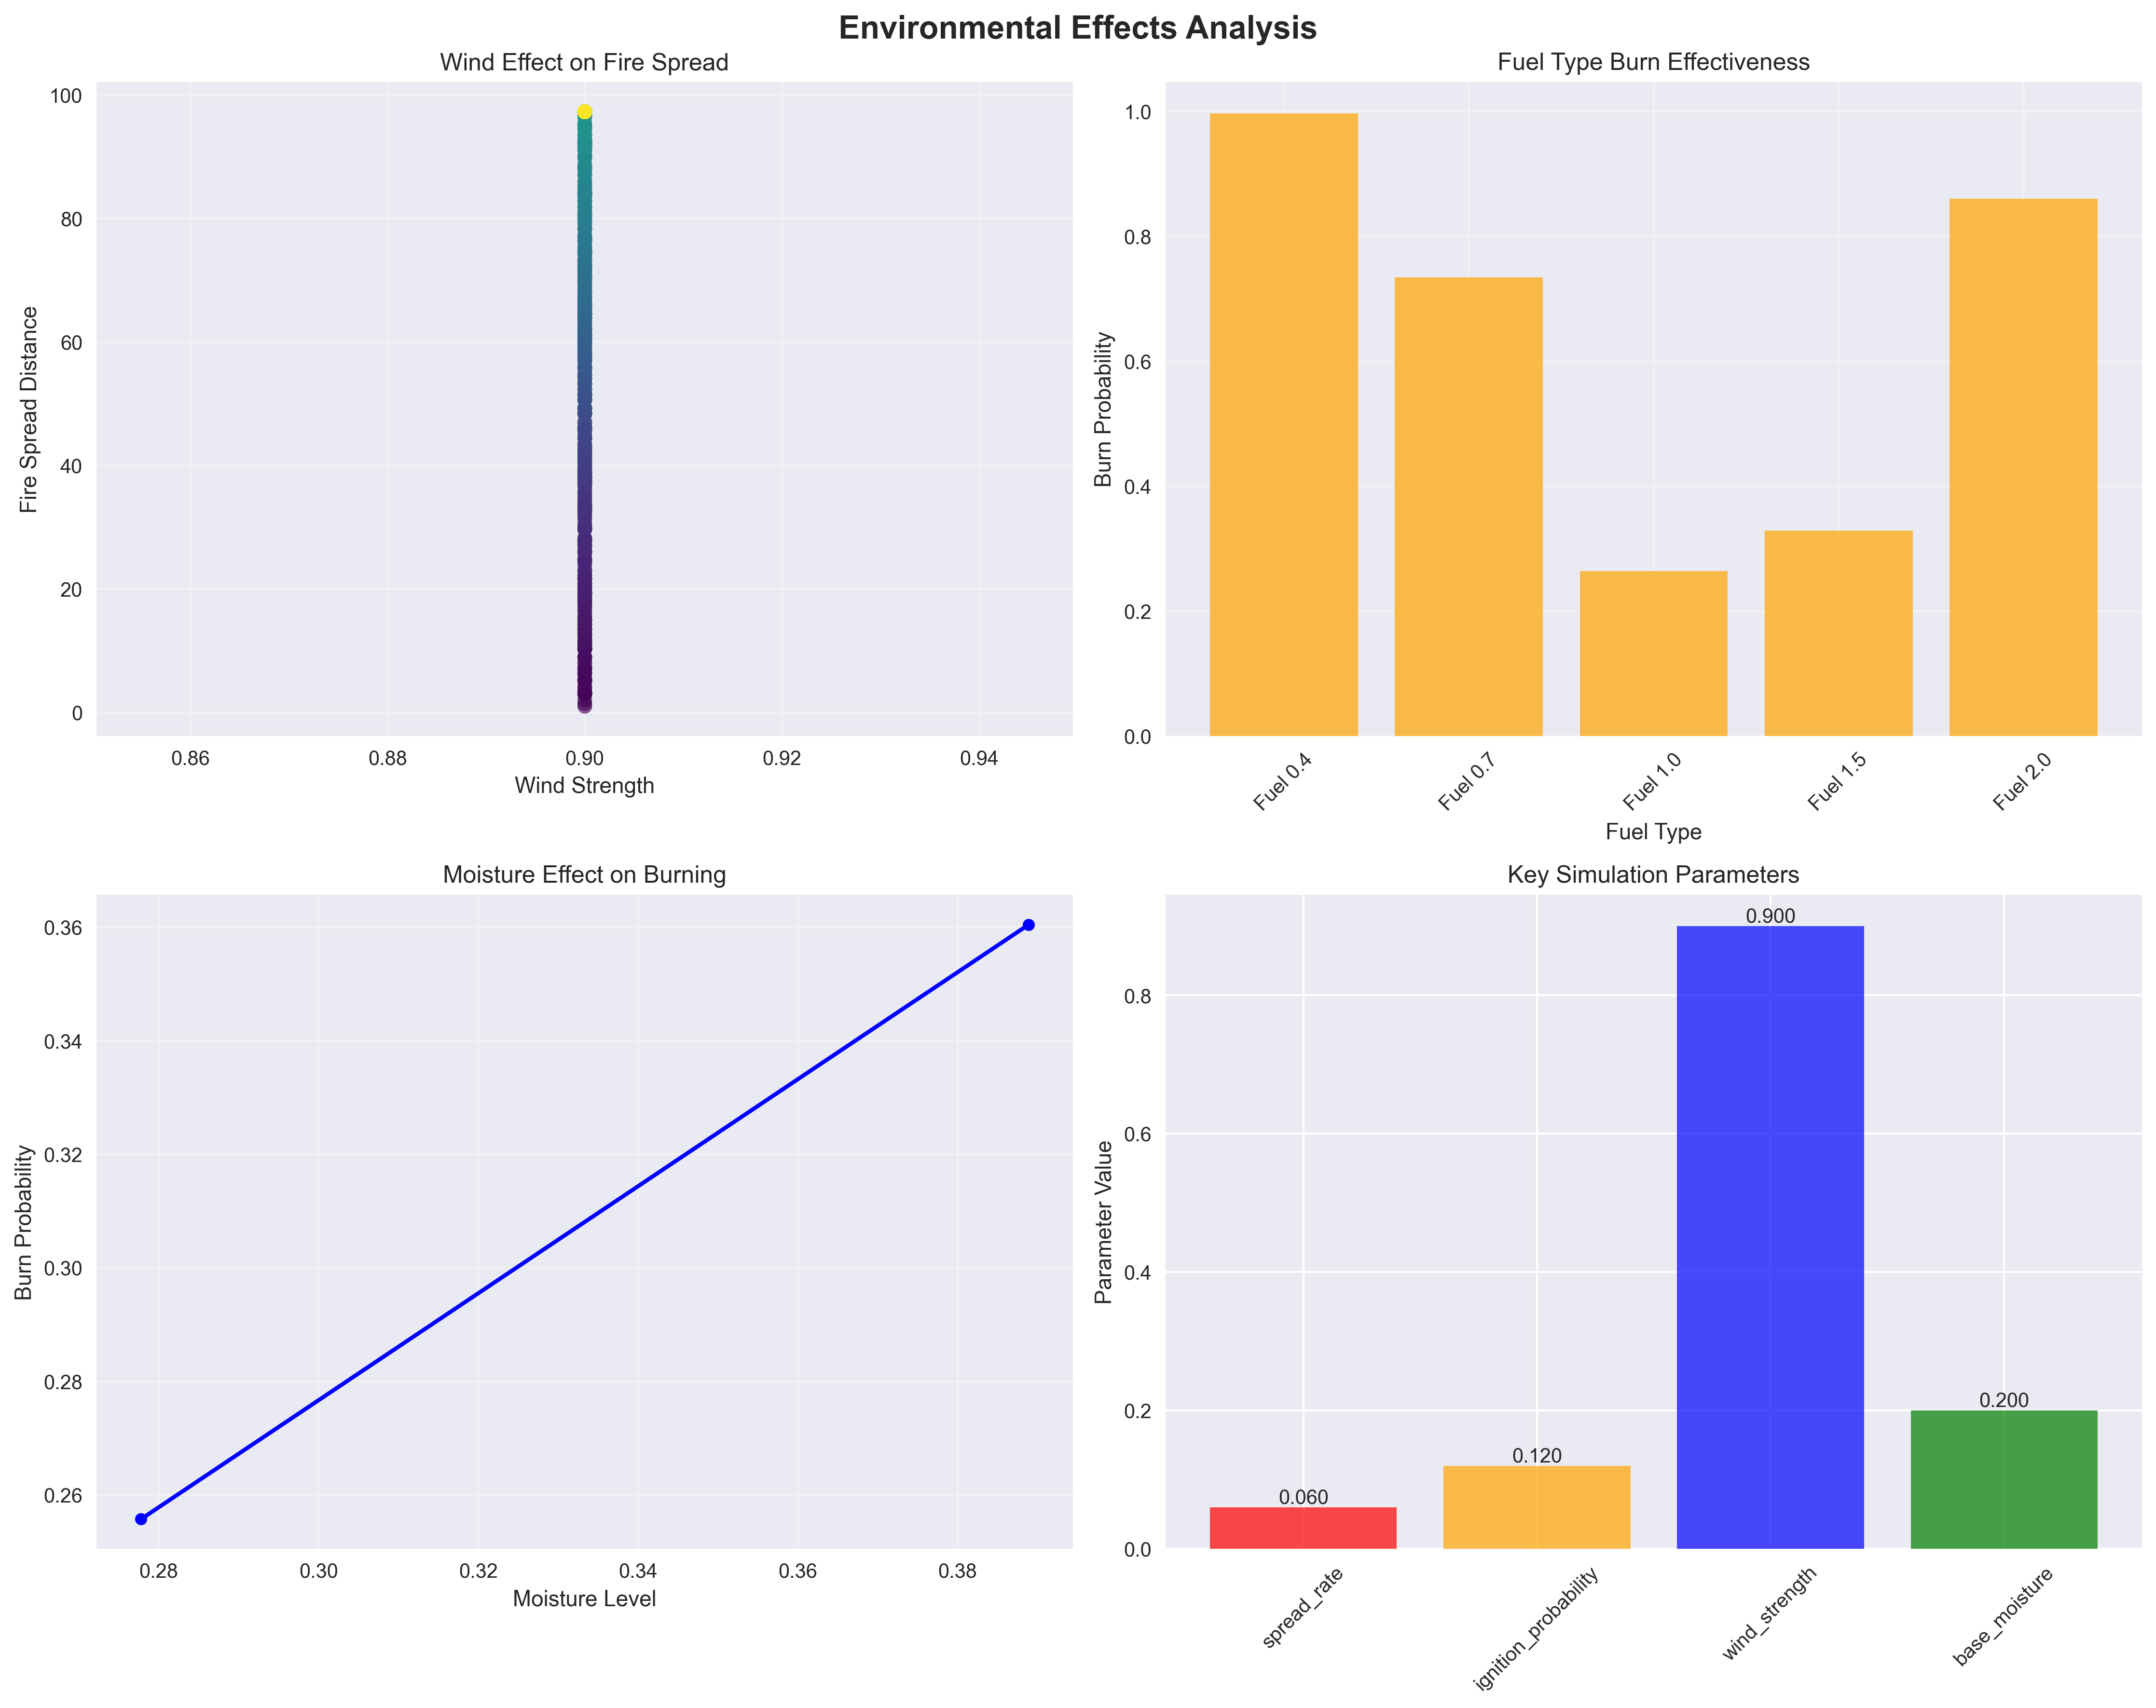 Environmental Effects Analysis
Wind Effect on Fire Spread
Fire Spread Distance
100
80
60
40
20
0
0.86 0.88 0.90 0.92 0.94
Wind Strength
Fuel Type Burn Effectiveness
Burn Probability
1.0
0.8
0.6
0.4
0.2
0.0
Fuel 0.4 Fuel 0.7 Fuel 1.0 Fuel 1.5 Fuel 2.0
Fuel Type
Moisture Effect on Burning
Burn Probability
0.36
0.34
0.32
0.30
0.28
0.26
0.28 0.30 0.32 0.34 0.36 0.38
Moisture Level
Key Simulation Parameters
Parameter Value
0.8
0.6
0.4
0.2
0.0
0.060
0.120
0.900
0.200
spread_rate ignition_probability wind_strength base_moisture